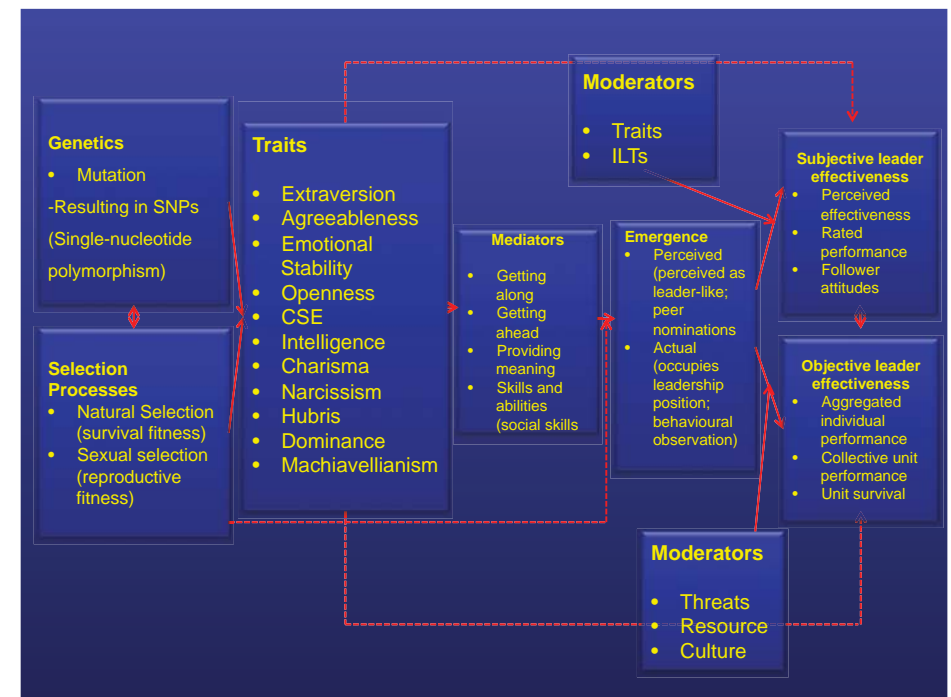 Genetics
• Mutation
-Resulting in SNPs
(Single-nucleotide
polymorphism)
Selection
Processes
• Natural Selection
(survival fitness)
• Sexual selection
(reproductive
fitness)
Traits
• Extraversion
• Agreeableness
• Emotional
Stability
• Openness
• CSE
• Intelligence
• Charisma
• Narcissism
• Hubris
• Dominance
• Machiavellianism
Mediators
• Getting
along
• Getting
ahead
• Providing
meaning
• Skills and
abilities
(social skills
Moderators
• Traits
• ILTs
Emergence
• Perceived
(perceived as
leader-like;
peer
nominations
• Actual
(occupies
leadership
position;
behavioural
observation)
Moderators
• Threats
• Resource
• Culture
Subjective leader
effectiveness
• Perceived
effectiveness
• Rated
performance
• Follower
attitudes
Objective leader
effectiveness
• Aggregated
individual
performance
• Collective unit
performance
• Unit survival